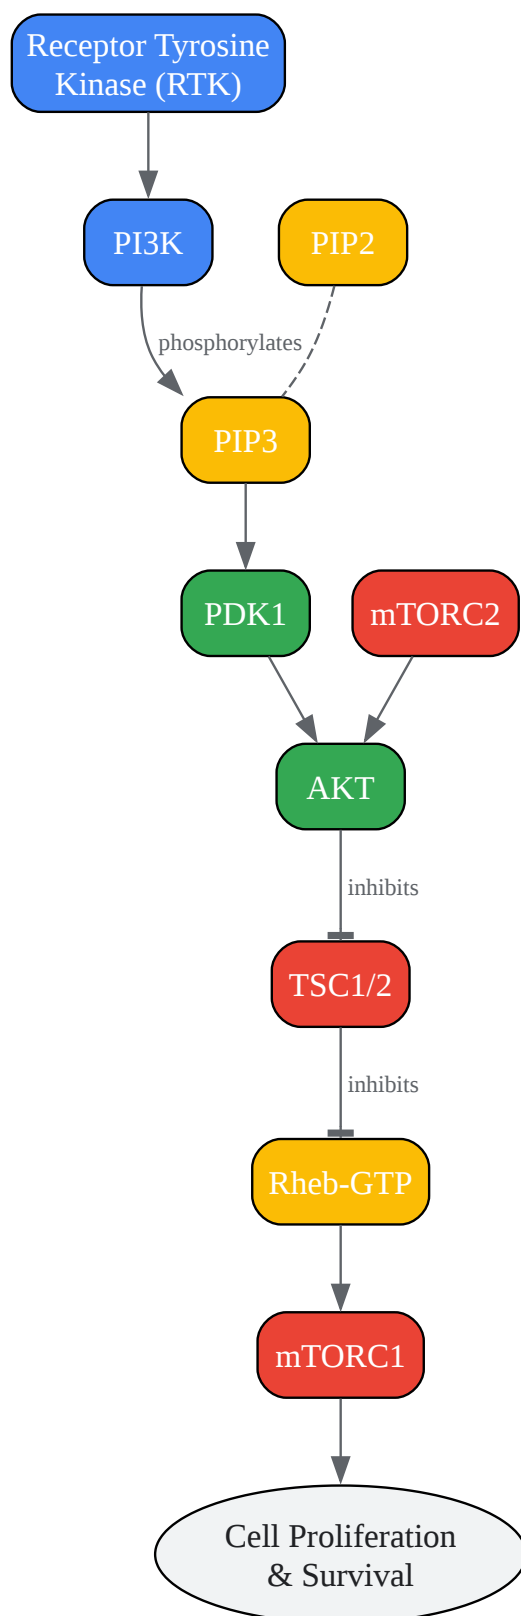 Receptor Tyrosine
Kinase (RTK)
PI3K
PIP2
phosphorylates
PIP3
PDK1
mTORC2
AKT
inhibits
TSC1/2
inhibits
Rheb-GTP
mTORC1
Cell Proliferation
& Survival